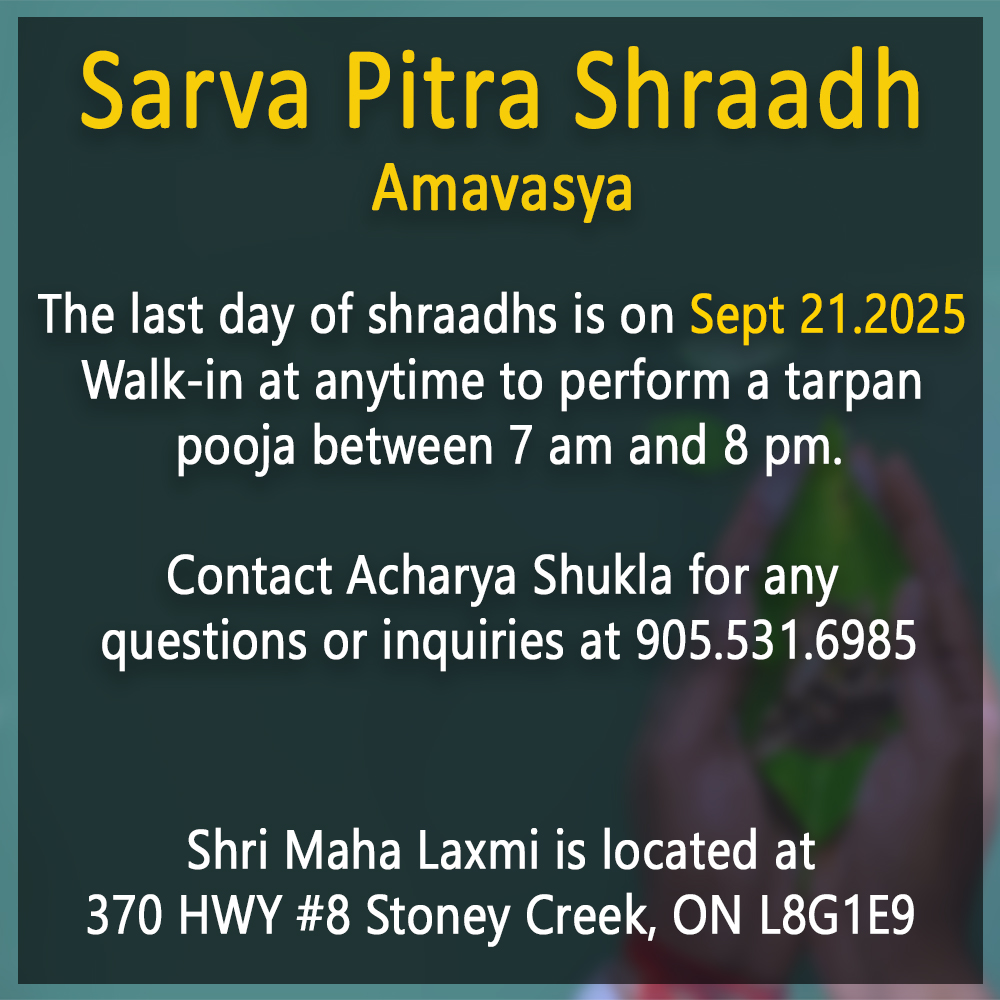 Sarva Pitra Shraadh
Amavasya
The last day of shraadhs is on Sept 21.2025
Walk-in at anytime to perform a tarpan
pooja between 7 am and 8 pm.
Contact Acharya Shukla for any
questions or inquiries at 905.531.6985
Shri Maha Laxmi is located at
370 HWY #8 Stoney Creek, ON L8G1E9